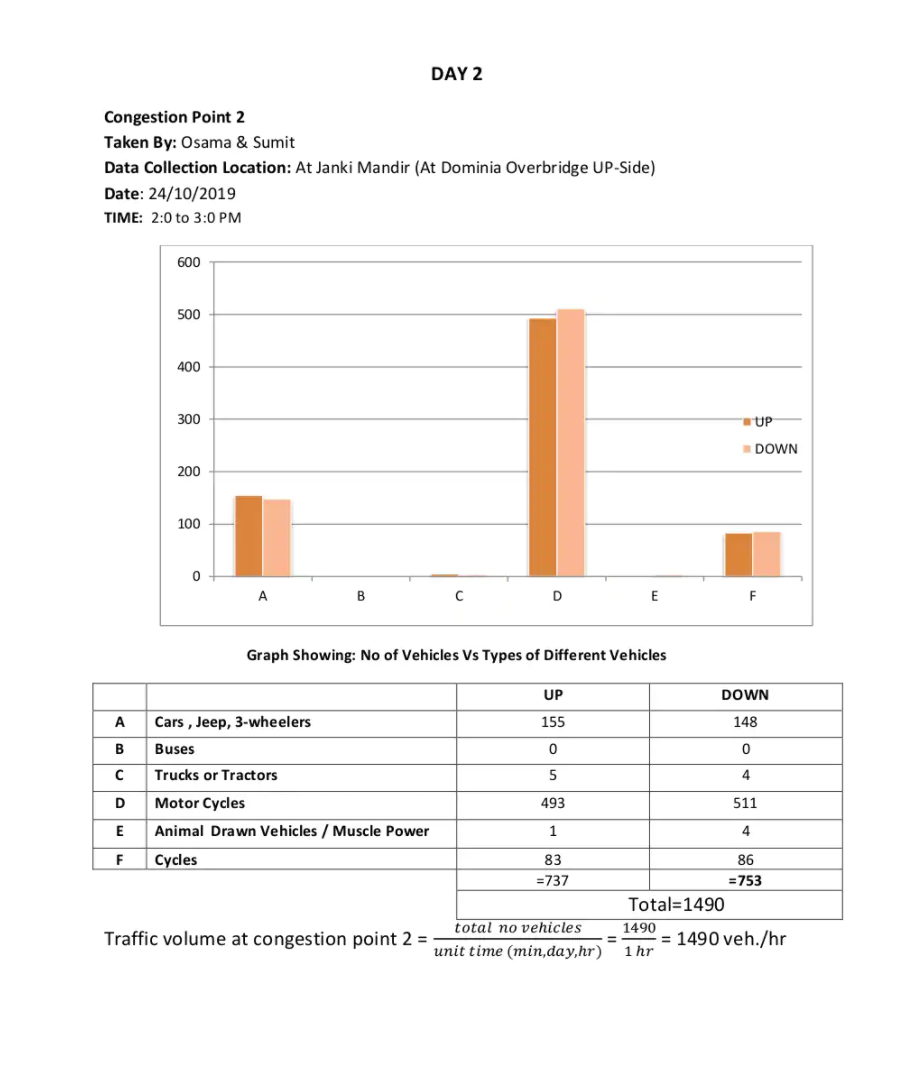 DAY 2
Congestion Point 2
Taken By: Osama & Sumit
Data Collection Location: At Janki Mandir (At Dominia Overbridge UP-Side)
Date: 24/10/2019
TIME: 2:0 to 3:0 PM
600
500
400
300
200
100
0
UP
DOWN
A B C D E F
Graph Showing: No of Vehicles Vs Types of Different Vehicles
UP DOWN
A Cars , Jeep, 3-wheelers 155 148
B Buses 0 0
C Trucks or Tractors 5 4
D Motor Cycles 493 511
E Animal Drawn Vehicles / Muscle Power 1 4
F Cycles 83 86
=737 =753
Total=1490
Traffic volume at congestion point 2 = total no vehicles / unit time (min,day,hr) = 1490 / 1 hr = 1490 veh./hr